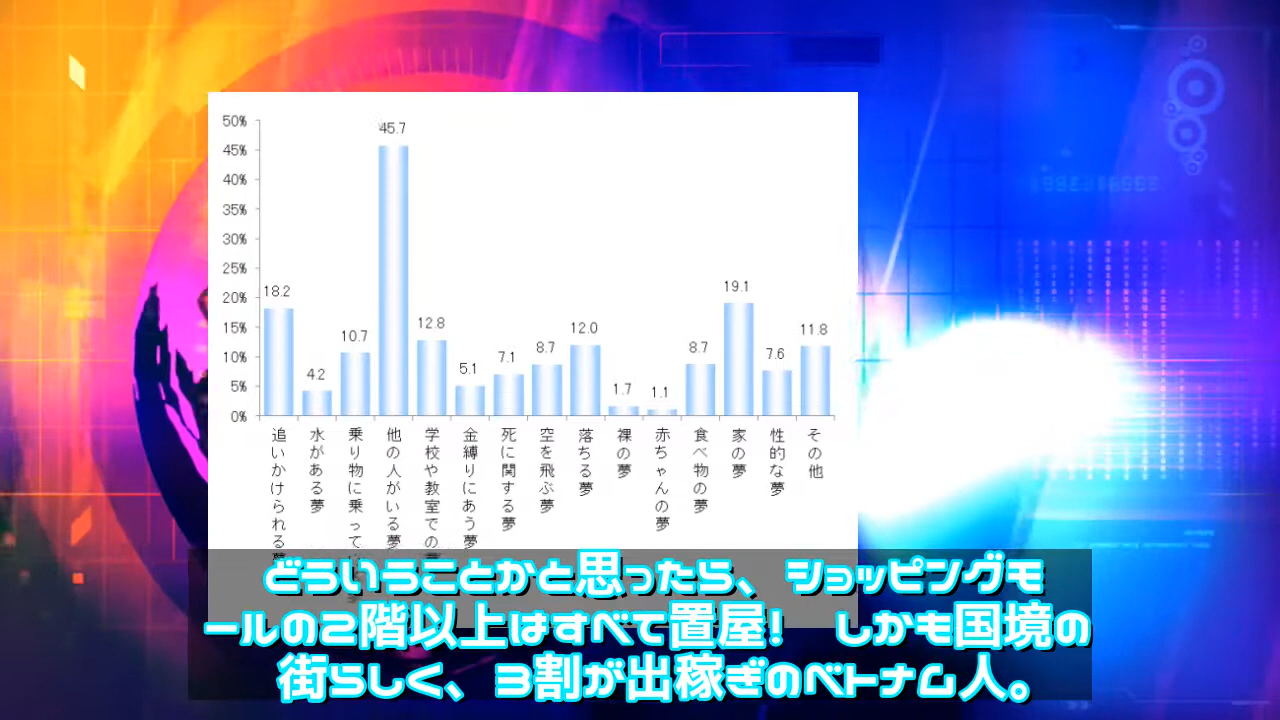 50%
45%
40%
35%
30%
25%
20%
15%
10%
5%
0%
18.2
4.2
10.7
45.7
12.8
5.1
7.1
8.7
12.0
1.7
1.1
8.7
19.1
7.6
11.8
追いかけられる夢
水がある夢
乗り物に乗って
他の人がいる夢
学校や教室での夢
金縛りにあう夢
死に関する夢
空を飛ぶ夢
落ちる夢
裸の夢
赤ちゃんの夢
食べ物の夢
家の夢
性的な夢
その他
どういうことかと思ったら、ショッピングモ
ールの2階以上はすべて置屋! しかも国境の
街らしく、3割が出稼ぎのベトナム人。